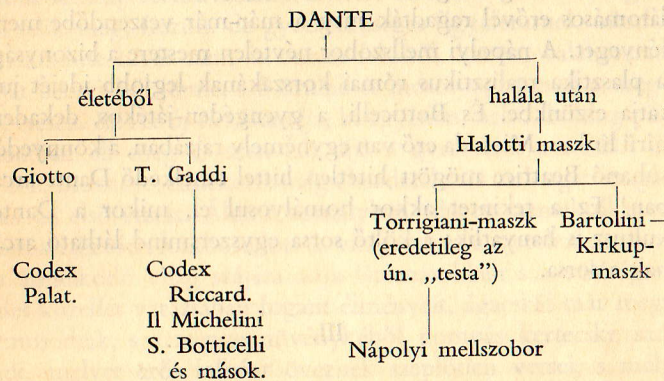 DANTE
életéből
halála után
Halotti maszk
Giotto
T. Gaddi
Torrigiani-maszk
(eredetileg az
ún. „testa”)
Bartolini—
Kirkup-
maszk
Codex
Palat.
Codex
Riccard.
Il Michelini
S. Botticelli
és mások.
Nápolyi mellszobor